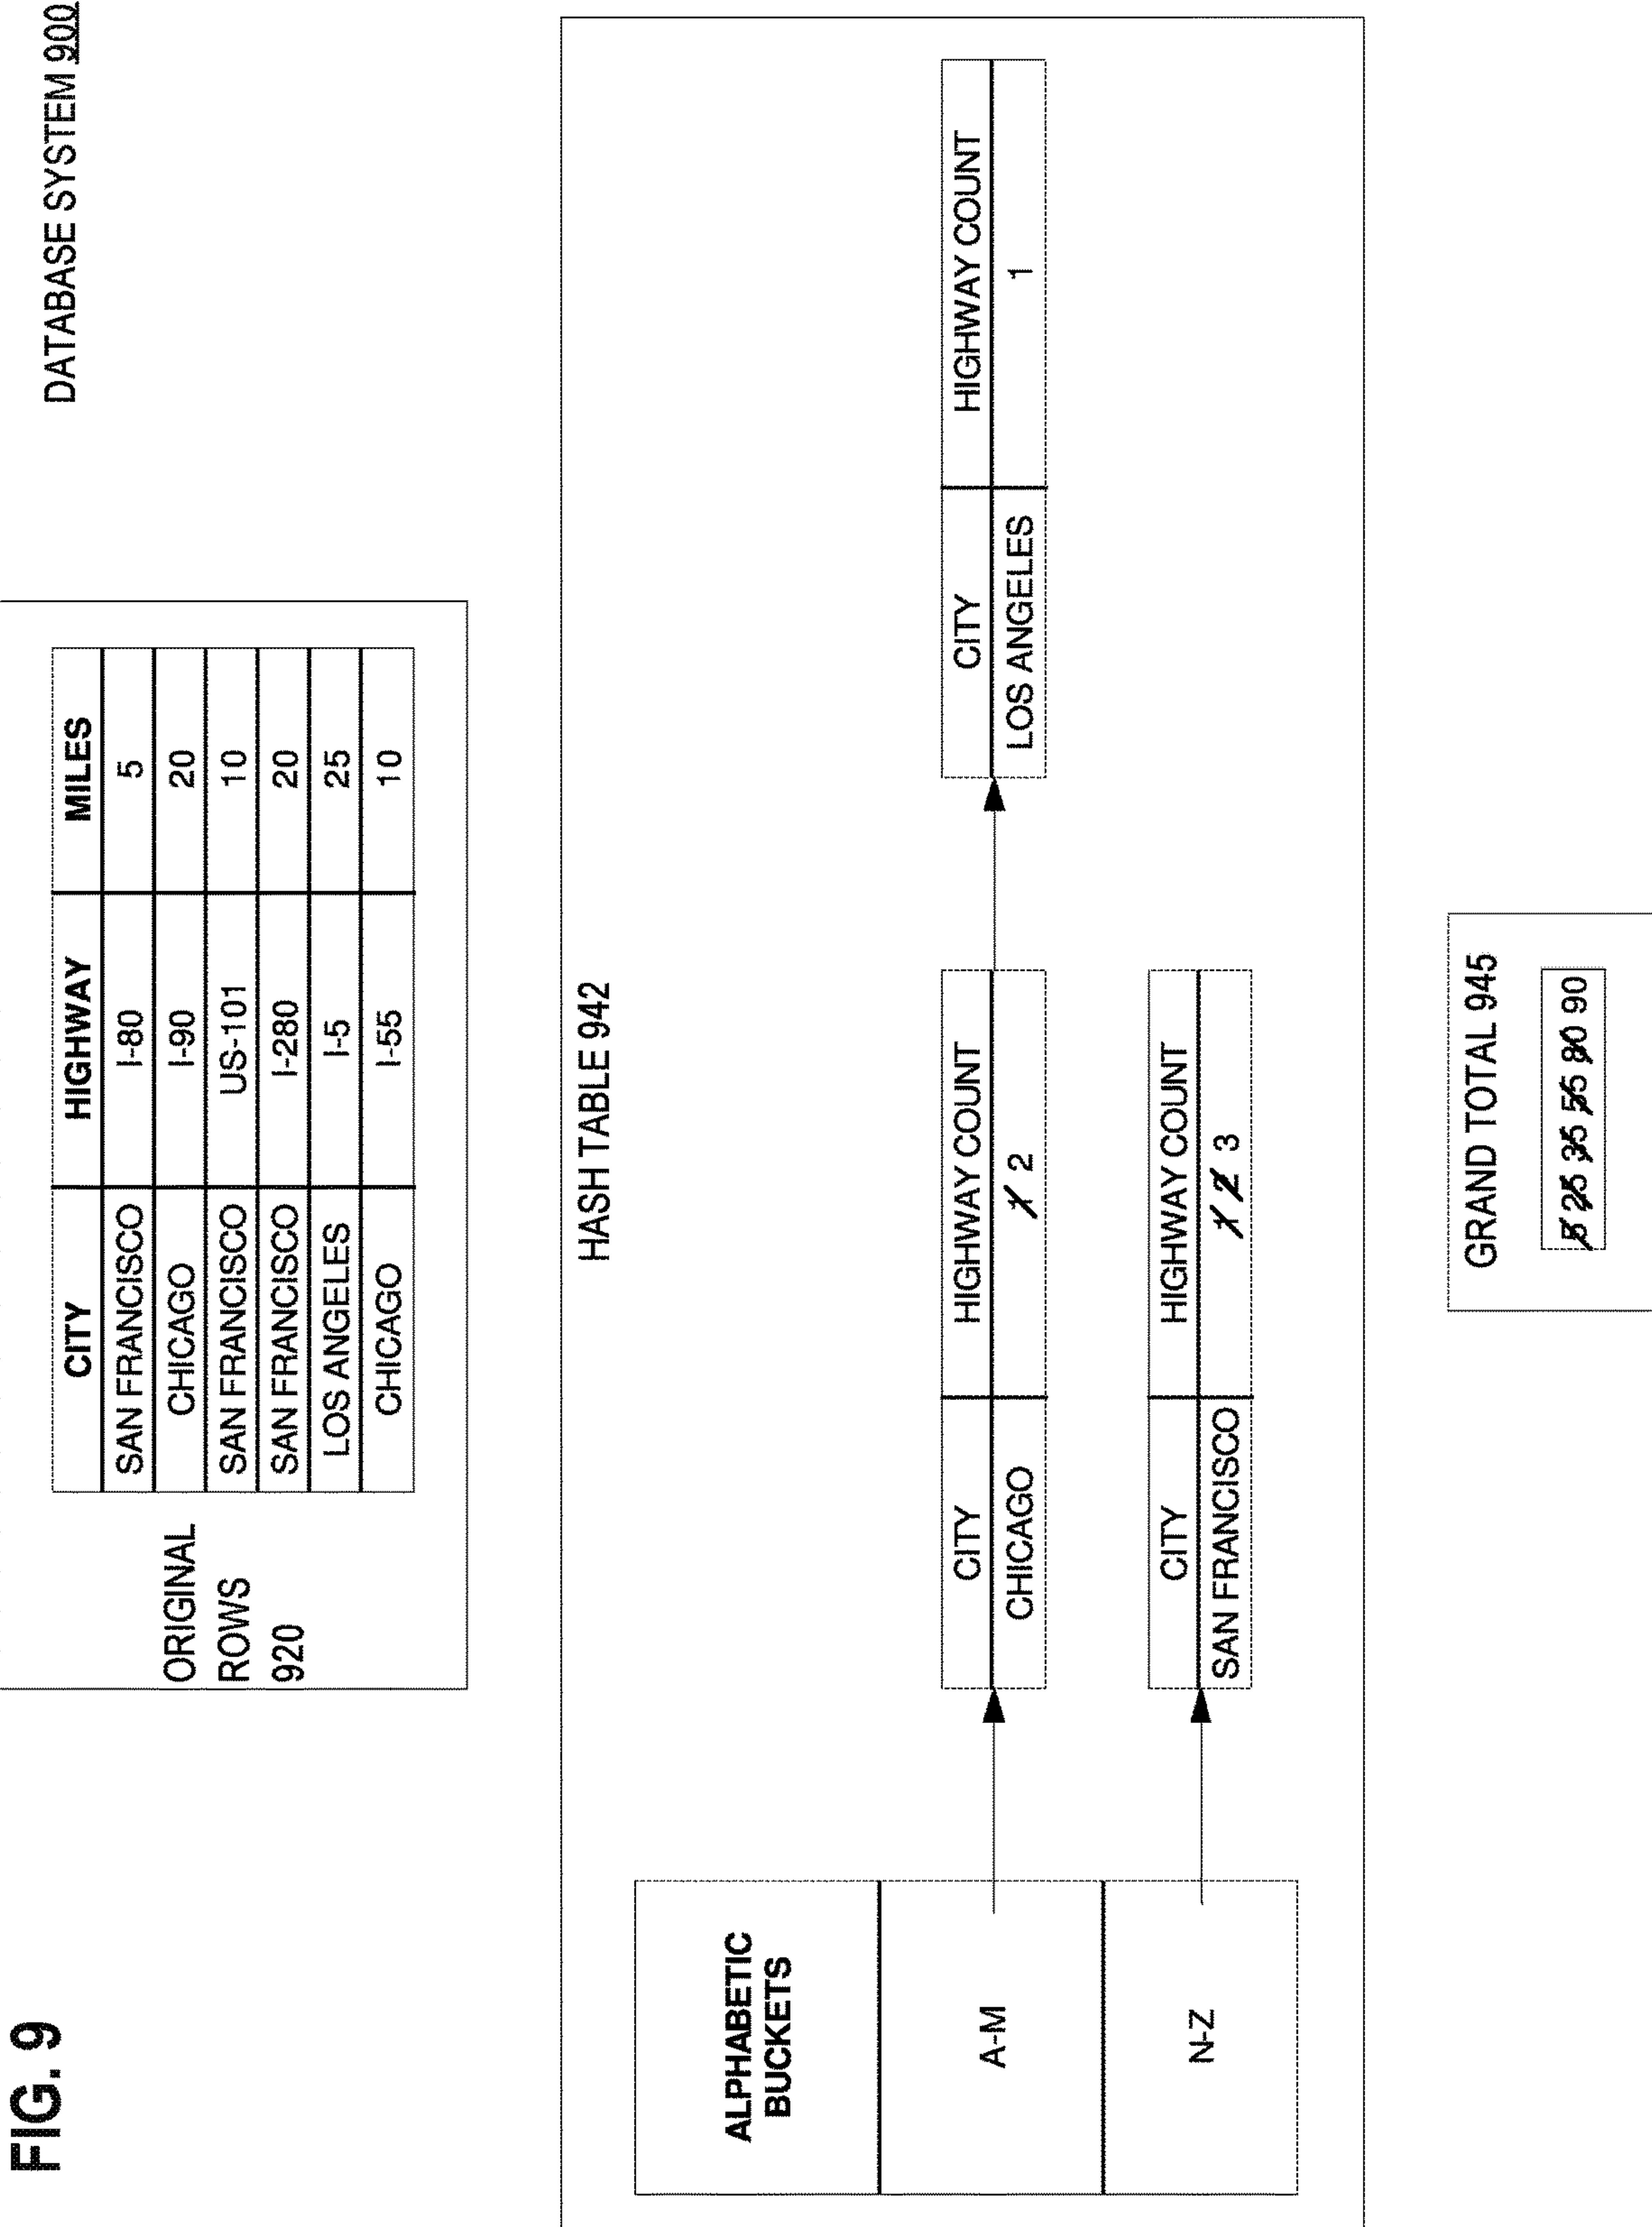 FIG. 9
DATABASE SYSTEM 900
ORIGINAL
ROWS
920
CITY HIGHWAY MILES
SAN FRANCISCO I-80 5
CHICAGO I-90 20
SAN FRANCISCO US-101 10
SAN FRANCISCO I-280 20
LOS ANGELES I-5 25
CHICAGO I-55 10
HASH TABLE 942
ALPHABETIC
BUCKETS
A-M
CITY HIGHWAY COUNT
CHICAGO 1 2
CITY HIGHWAY COUNT
LOS ANGELES 1
N-Z
CITY HIGHWAY COUNT
SAN FRANCISCO 1 2 3
GRAND TOTAL 945
5 25 35 55 80 90